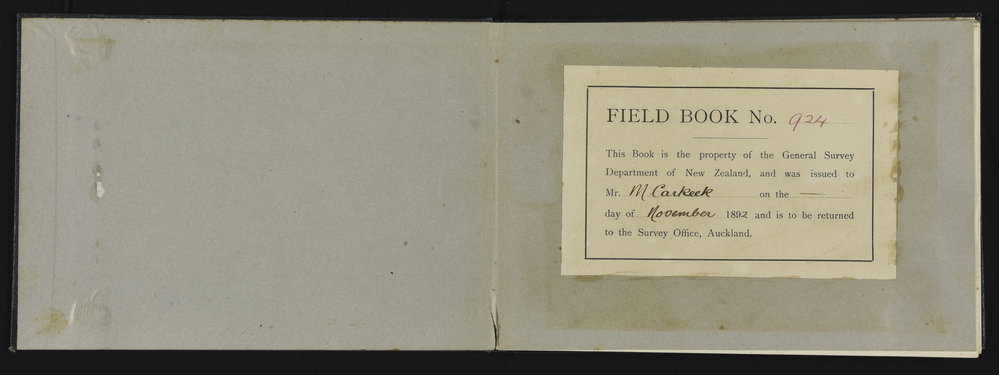 FIELD BOOK No. 924
This Book is the property of the General Survey
Department of New Zealand, and was issued to
Mr. M Carkeek on the —
day of November 1892 and is to be returned
to the Survey Office, Auckland.